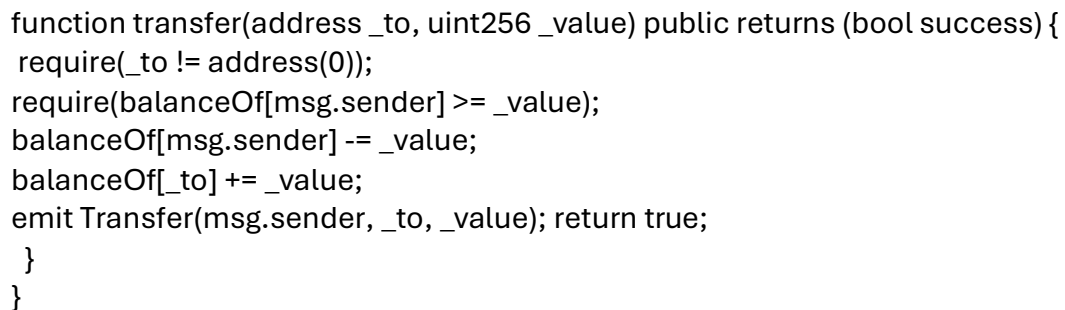 function transfer(address _to, uint256 _value) public returns (bool success) {
require(_to != address(0));
require(balanceOf[msg.sender] >= _value);
balanceOf[msg.sender] -= _value;
balanceOf[_to] += _value;
emit Transfer(msg.sender, _to, _value); return true;
}
}